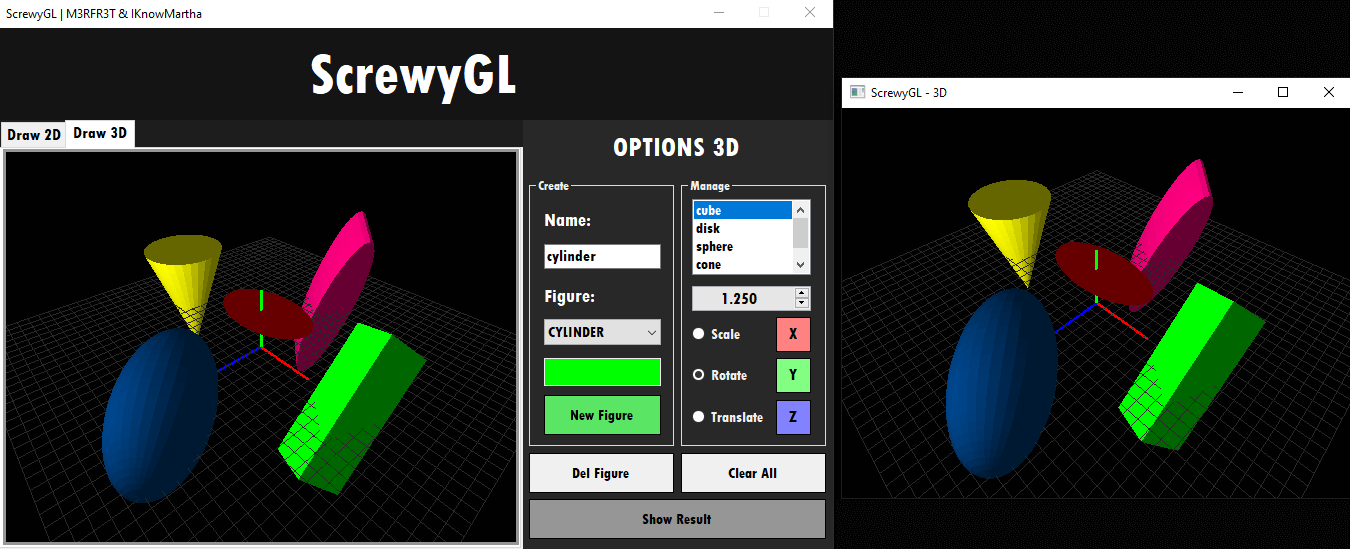 ScrewyGL | M3RFR3T & IKnowMartha
ScrewyGL
Draw 2D
Draw 3D
OPTIONS 3D
Create
Name:
cylinder
Figure:
CYLINDER
New Figure
Manage
cube
disk
sphere
cone
1.250
Scale
X
Rotate
Y
Translate
Z
Del Figure
Clear All
Show Result
ScrewyGL - 3D